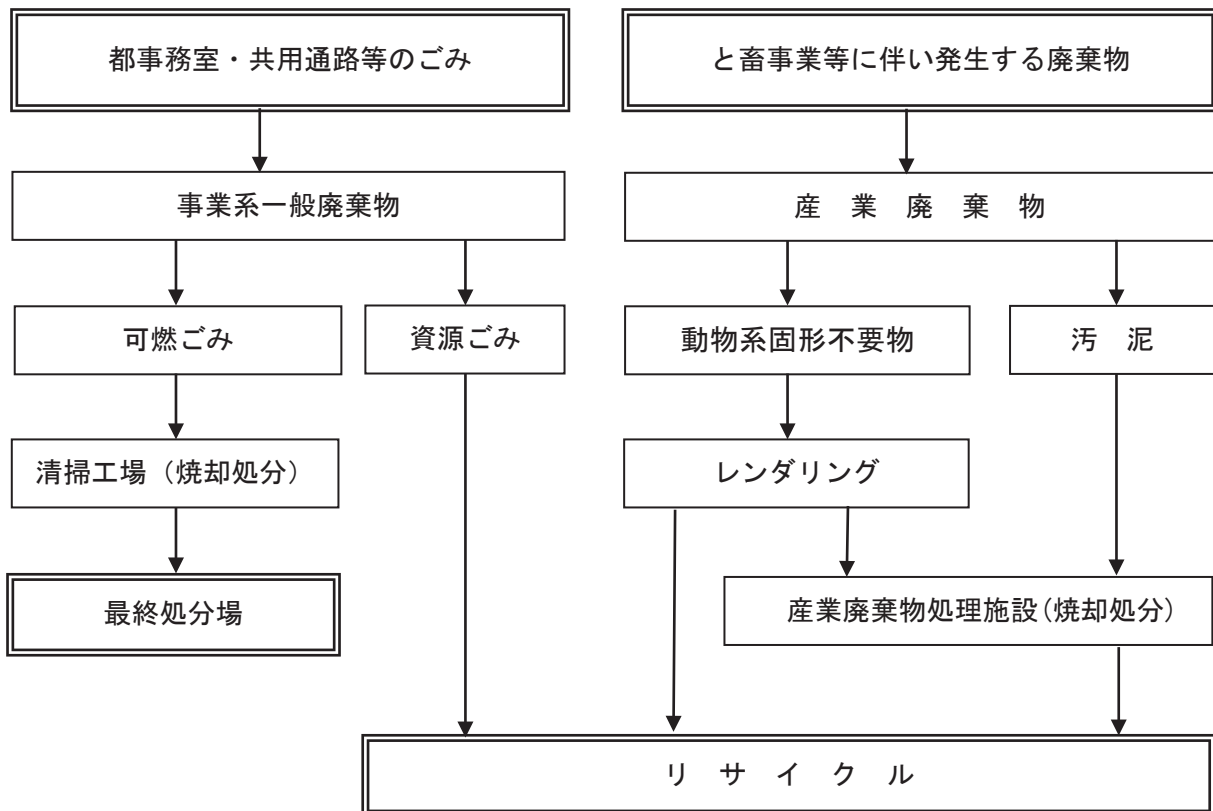 都事務室・共用通路等のごみ
と畜事業等に伴い発生する廃棄物
事業系一般廃棄物
産 業 廃 棄 物
可燃ごみ
資源ごみ
動物系固形不要物
汚 泥
清掃工場（焼却処分）
レンダリング
最終処分場
産業廃棄物処理施設（焼却処分）
リ サ イ ク ル